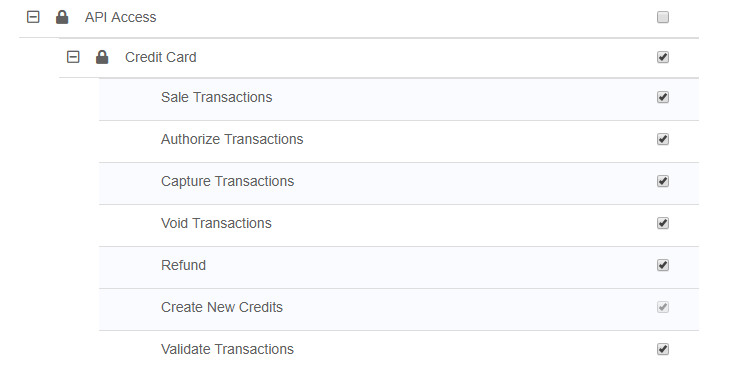 API Access
Credit Card
Sale Transactions
Authorize Transactions
Capture Transactions
Void Transactions
Refund
Create New Credits
Validate Transactions